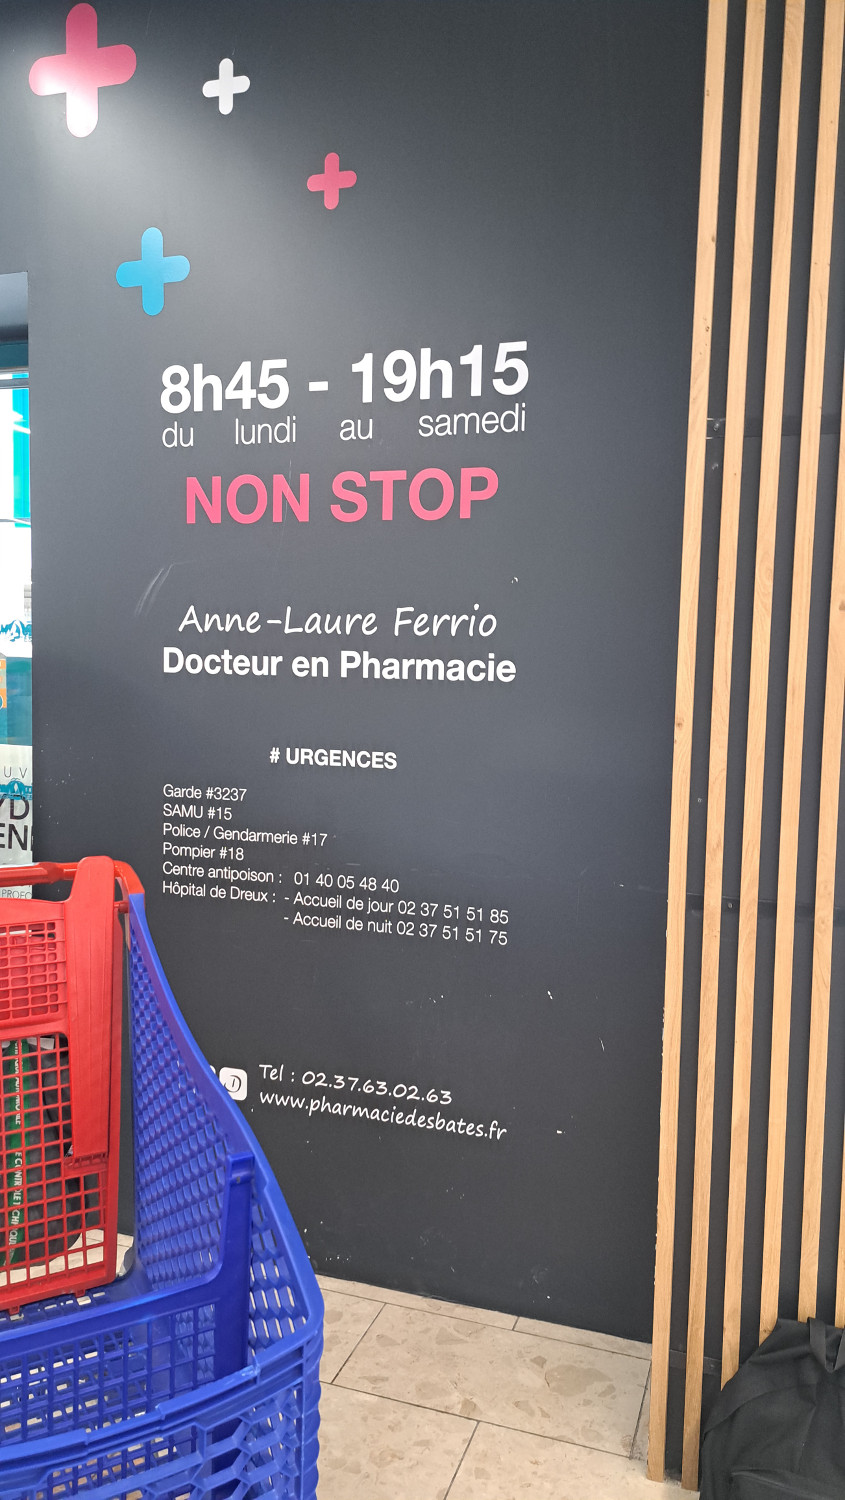 8h45 - 19h15
du lundi au samedi
NON STOP
Anne-Laure Ferrio
Docteur en Pharmacie
# URGENCES
Garde #3237
SAMU #15
Police / Gendarmerie #17
Pompier #18
Centre antipoison : 01 40 05 48 40
Hôpital de Dreux : - Accueil de jour 02 37 51 51 85
- Accueil de nuit 02 37 51 51 75
Tel : 02.37.63.02.63
www.pharmaciedesbates.fr